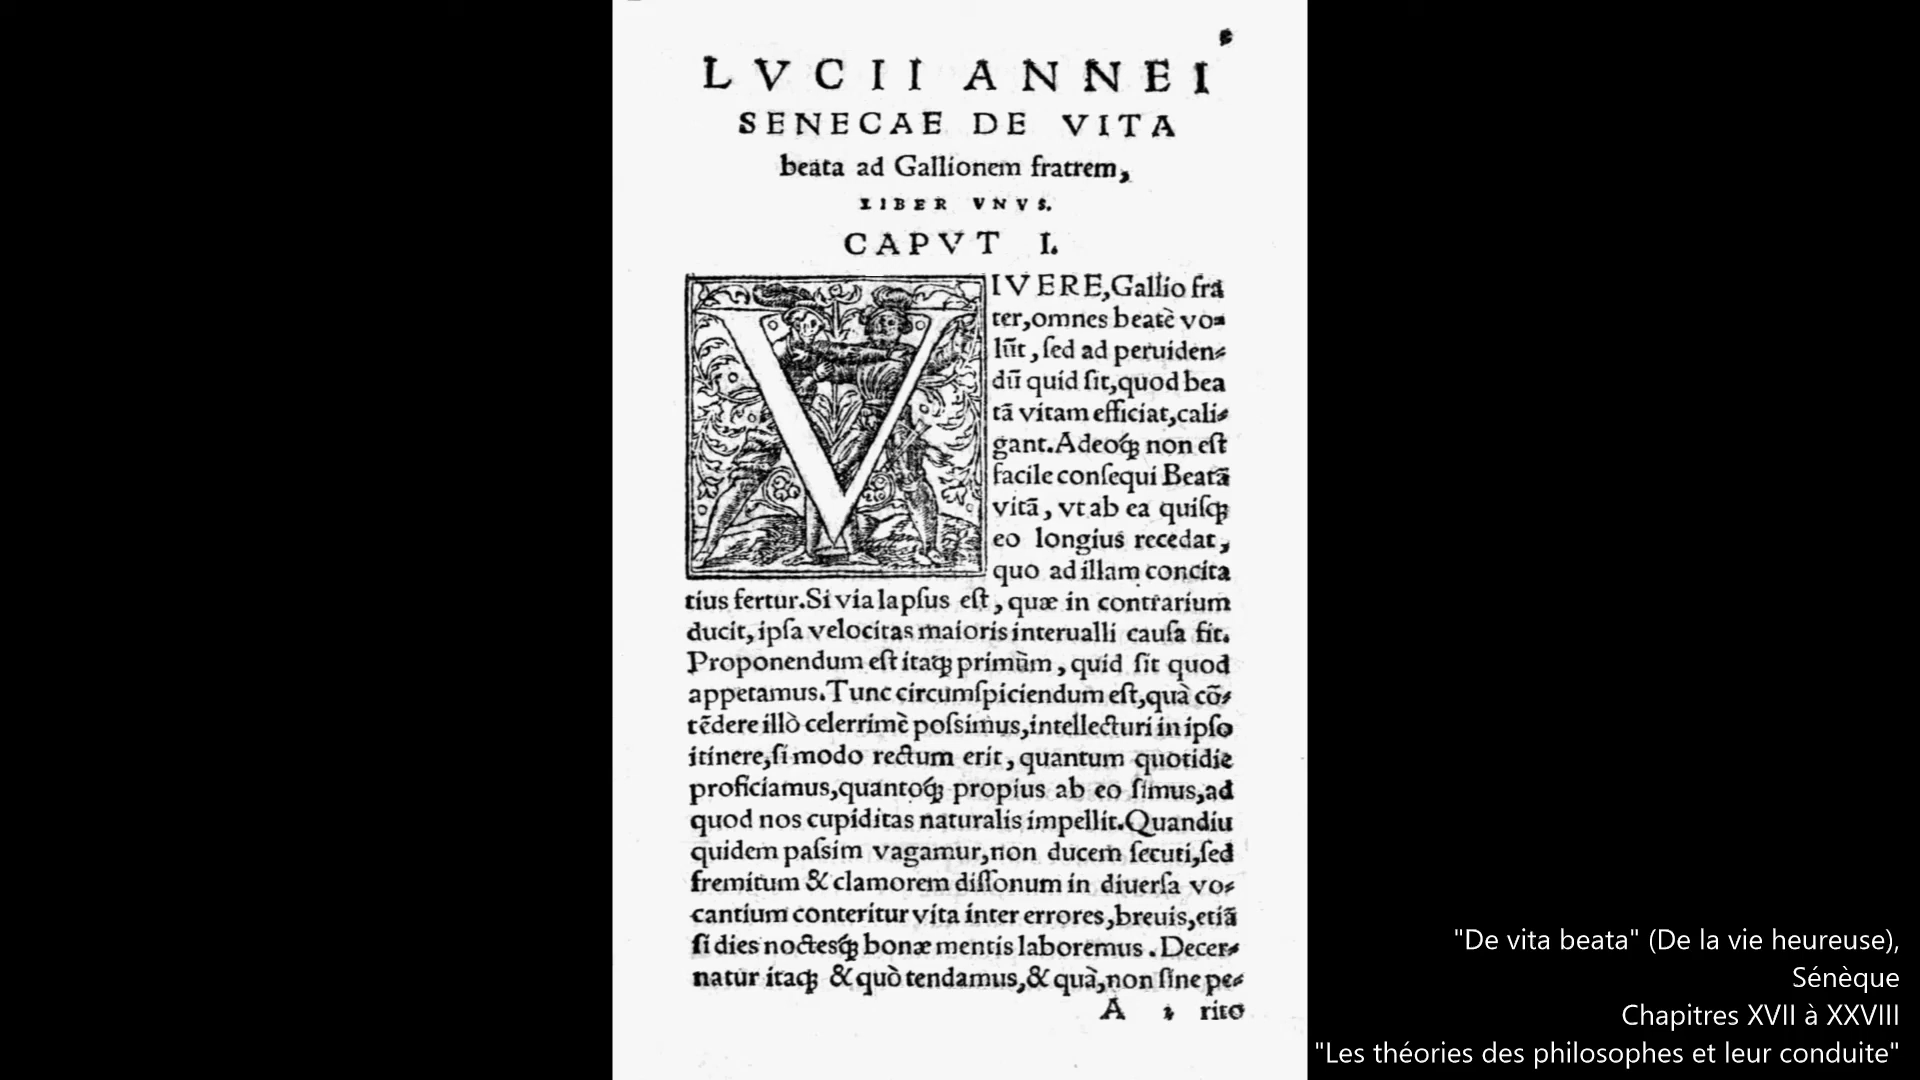 LVCII ANNEI
SENECAE DE VITA
beata ad Gallionem fratrem,
LIBER VNVS.
CAPVT I.
VIVERE, Gallio fra
ter, omnes beatè vo-
lũt, ſed ad peruiden-
dũ quid ſit, quod bea
tã vitam efficiat, cali-
gant. Adeoq́ꝫ non eſt
facile conſequi Beatã
vitã, vt ab ea quiſqꝫ
eo longius recedat,
quo ad illam concita
tius fertur. Si via lapſus eſt, quæ in contrarium
ducit, ipſa velocitas maioris interualli cauſa fit.
Proponendum eſt itaqꝫ primùm, quid ſit quod
appetamus. Tunc circumſpiciendum eſt, quà cõ-
tẽdere illò celerrimè poſsimus, intellecturi in ipſo
itinere, ſi modo rectum erit, quantum quotidie
proficiamus, quantoq́ꝫ propius ab eo ſimus, ad
quod nos cupiditas naturalis impellit. Quandiu
quidem paſsim vagamur, non ducem ſecuti, ſed
fremitum & clamorem diſſonum in diuerſa vo-
cantium conteritur vita inter errores, breuis, etiã
ſi dies noctesq́ꝫ bonæ mentis laboremus. Decer-
natur itaqꝫ & quò tendamus, & quà, non ſine pe-
A rito
"De vita beata" (De la vie heureuse),
Sénèque
Chapitres XVII à XXVIII
"Les théories des philosophes et leur conduite"